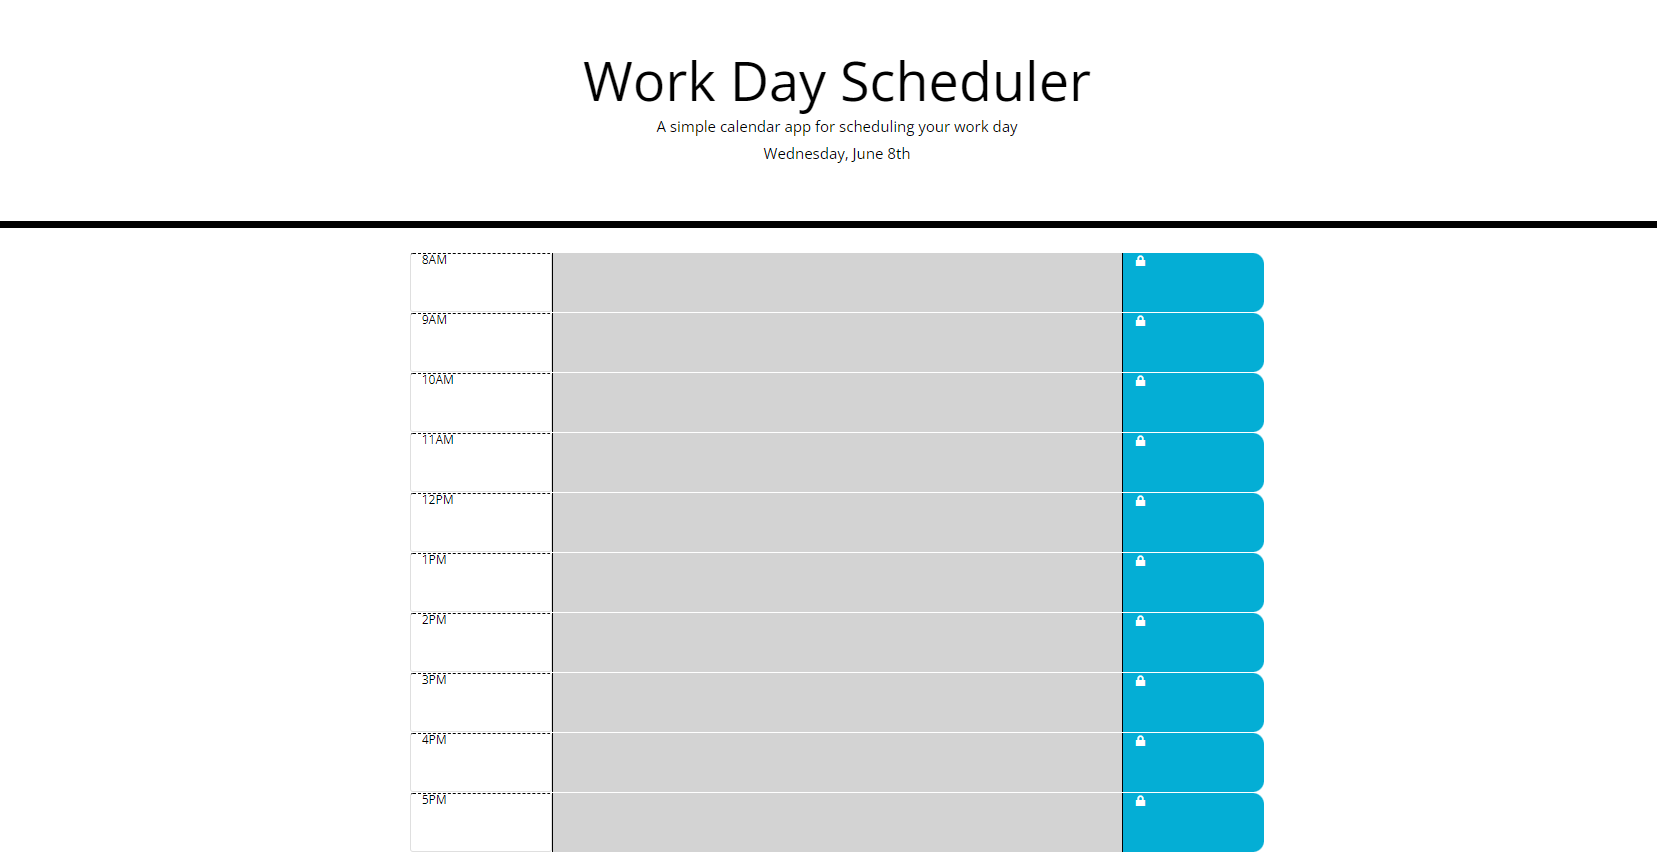 Work Day Scheduler
A simple calendar app for scheduling your work day
Wednesday, June 8th
8AM
9AM
10AM
11AM
12PM
1PM
2PM
3PM
4PM
5PM